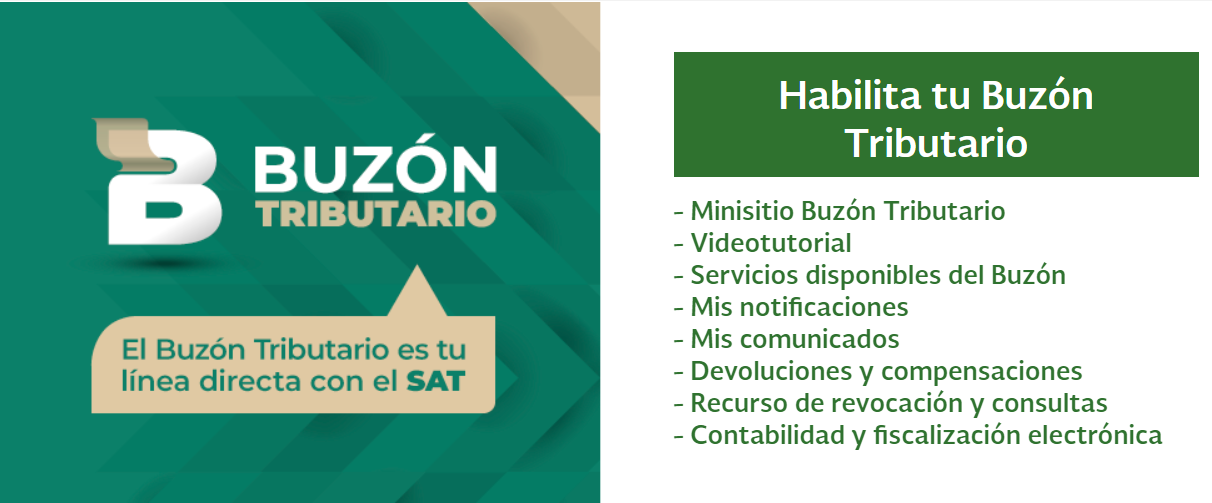 BUZÓN
TRIBUTARIO
El Buzón Tributario es tu
línea directa con el SAT
Habilita tu Buzón
Tributario
- Minisitio Buzón Tributario
- Videotutorial
- Servicios disponibles del Buzón
- Mis notificaciones
- Mis comunicados
- Devoluciones y compensaciones
- Recurso de revocación y consultas
- Contabilidad y fiscalización electrónica